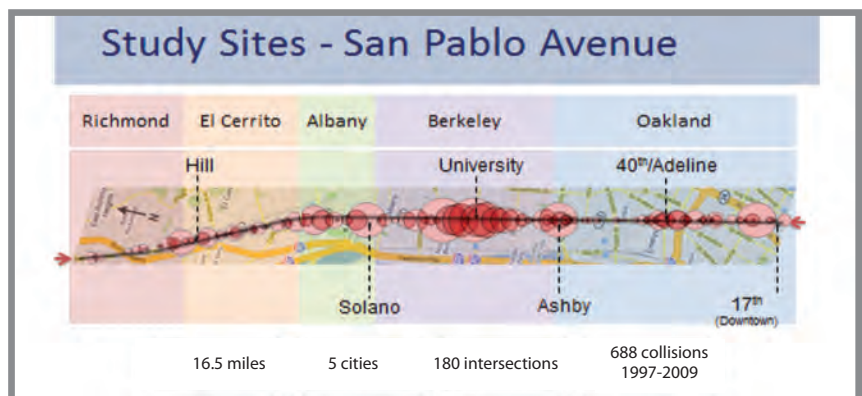 Study Sites - San Pablo Avenue
Richmond El Cerrito Albany Berkeley Oakland
Hill University 40th/Adeline
N
Solano Ashby 17th
(Downtown)
16.5 miles 5 cities 180 intersections 688 collisions
1997-2009